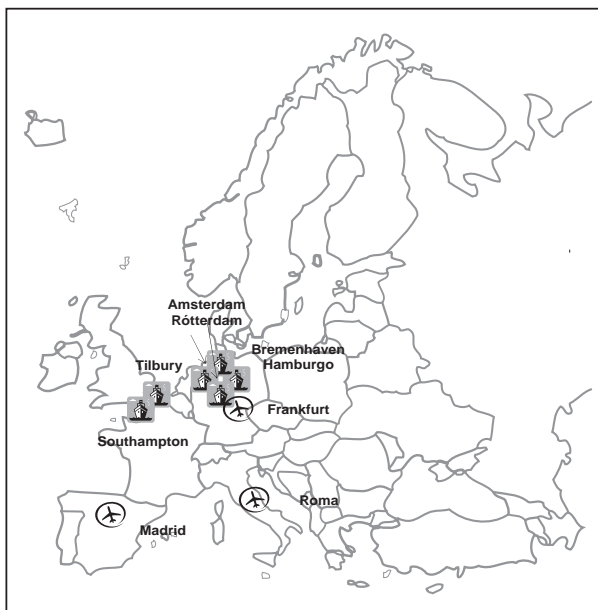 Amsterdam
Rótterdam
Bremenhaven
Hamburgo
Tilbury
Frankfurt
Southampton
Roma
Madrid